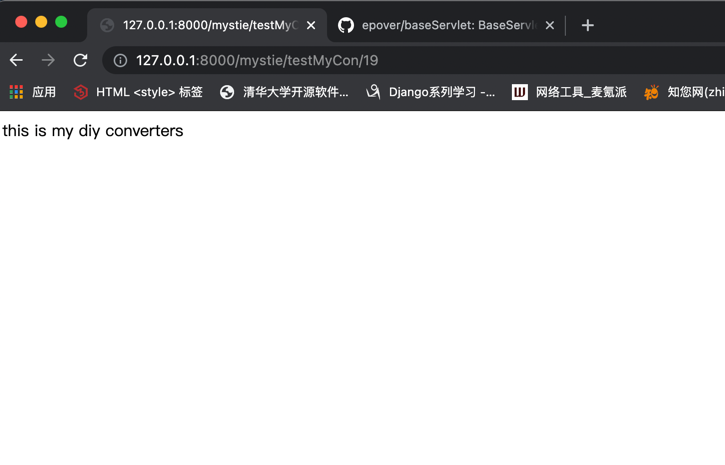 127.0.0.1:8000/mystie/testMyC
epover/baseServlet: BaseServl
127.0.0.1:8000/mystie/testMyCon/19
应用 HTML <style> 标签 清华大学开源软件... Django系列学习 -... 网络工具_麦氪派 知您网(zhi
this is my diy converters